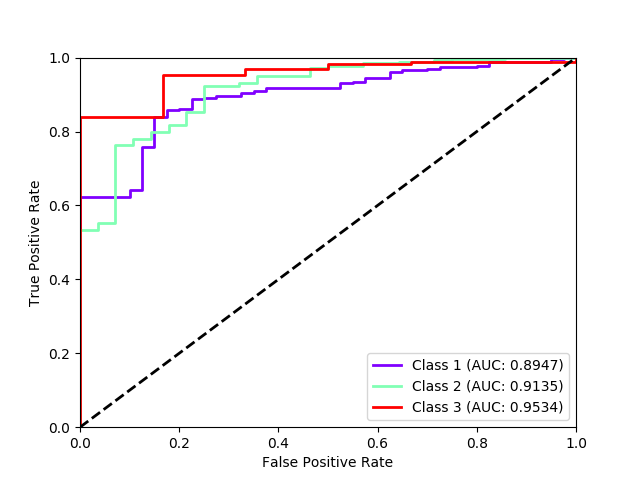 1.0
0.8
0.6
0.4
0.2
0.0
True Positive Rate
Class 1 (AUC: 0.8947)
Class 2 (AUC: 0.9135)
Class 3 (AUC: 0.9534)
0.0 0.2 0.4 0.6 0.8 1.0
False Positive Rate